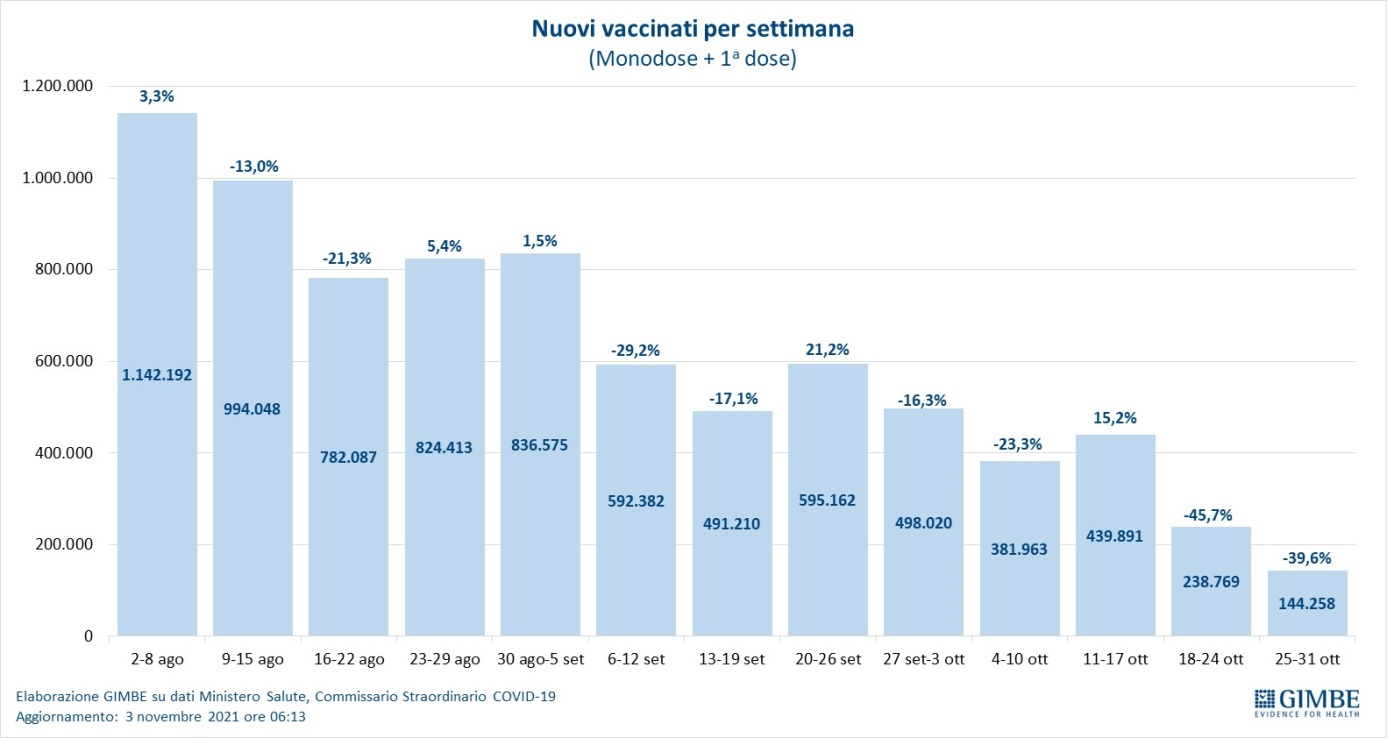 Nuovi vaccinati per settimana
(Monodose + 1ª dose)
1.200.000
1.000.000
800.000
600.000
400.000
200.000
0
3,3%
-13,0%
-21,3%
5,4%
1,5%
-29,2%
-17,1%
21,2%
-16,3%
-23,3%
15,2%
-45,7%
-39,6%
1.142.192
994.048
782.087
824.413
836.575
592.382
491.210
595.162
498.020
381.963
439.891
238.769
144.258
2-8 ago
9-15 ago
16-22 ago
23-29 ago
30 ago-5 set
6-12 set
13-19 set
20-26 set
27 set-3 ott
4-10 ott
11-17 ott
18-24 ott
25-31 ott
Elaborazione GIMBE su dati Ministero Salute, Commissario Straordinario COVID-19
Aggiornamento: 3 novembre 2021 ore 06:13
GIMBE
EVIDENCE FOR HEALTH